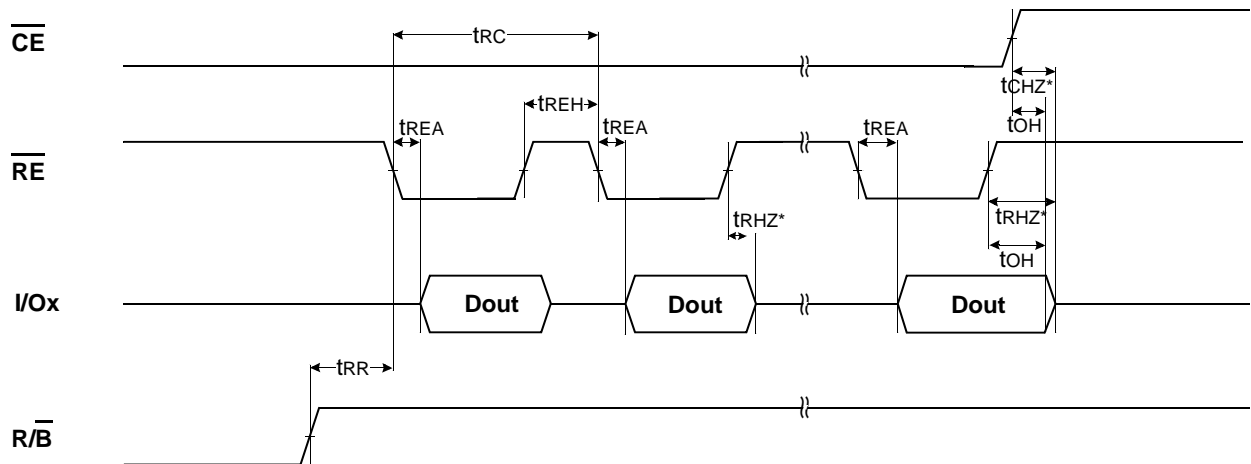 CE
tRC
tCHZ*
tREH
tREA
tREA
tREA
tOH
RE
tRHZ*
tRHZ*
tOH
I/Ox
Dout
Dout
Dout
tRR
R/B